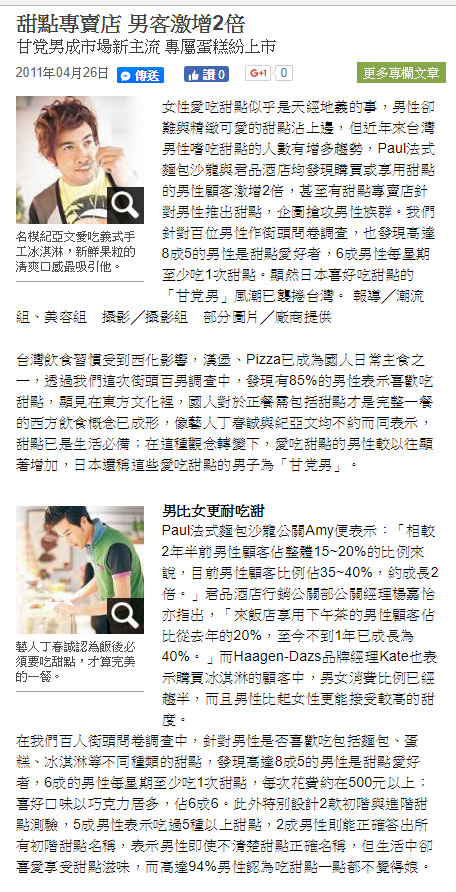 甜點專賣店 男客激增2倍
甘党男成市場新主流 專屬蛋糕紛上市
2011年04月26日 傳送 讚 0 G+1 0 更多專欄文章
女性愛吃甜點似乎是天經地義的事，男性卻
難與精緻可愛的甜點沾上邊，但近年來台灣
男性嗜吃甜點的人數有增多趨勢，Paul法式
麵包沙龍與君品酒店均發現購買或享用甜點
的男性顧客激增2倍，甚至有甜點專賣店針
對男性推出甜點，企圖搶攻男性族群。我們
針對百位男性作街頭問卷調查，也發現高達
8成5的男性是甜點愛好者，6成男性每星期
至少吃1次甜點。顯然日本喜好吃甜點的
「甘党男」風潮已襲捲台灣。 報導╱潮流
組、美容組　攝影╱攝影組　部分圖片╱廠商提供
名模紀亞文愛吃義式手
工冰淇淋，新鮮果粒的
清爽口感最吸引他。
台灣飲食習慣受到西化影響，漢堡、Pizza已成為國人日常主食之
一，透過我們這次街頭百男調查中，發現有85%的男性表示喜歡吃
甜點，顯見在東方文化裡，國人對於正餐需包括甜點才是完整一餐
的西方飲食概念已成形，像藝人丁春誠與紀亞文均不約而同表示，
甜點已是生活必備；在這種觀念轉變下，愛吃甜點的男性較以往顯
著增加，日本還稱這些愛吃甜點的男子為「甘党男」。
男比女更耐吃甜
Paul法式麵包沙龍公關Amy便表示：「相較
2年半前男性顧客佔整體15~20%的比例來
說，目前男性顧客比例佔35~40%，約成長2
倍。」君品酒店行銷公關部公關經理楊嘉怡
亦指出，「來飯店享用下午茶的男性顧客佔
比從去年的20%，至今不到1年已成長為
40%。」而Haagen-Dazs品牌經理Kate也表
示購買冰淇淋的顧客中，男女消費比例已經
趨半，而且男性比起女性更能接受較高的甜
度。
藝人丁春誠認為飯後必
須要吃甜點，才算完美
的一餐。
在我們百人街頭問卷調查中，針對男性是否喜歡吃包括麵包、蛋
糕、冰淇淋等不同種類的甜點，發現高達8成5的男性是甜點愛好
者，6成的男性每星期至少吃1次甜點，每次花費約在500元以上；
喜好口味以巧克力居多，佔6成6。此外特別設計2款初階與進階甜
點測驗，5成男性表示吃過5種以上甜點，2成男性則能正確答出所
有初階甜點名稱，表示男性即使不清楚甜點正確名稱，但生活中卻
喜愛享受甜點滋味，而高達94%男性認為吃甜點一點都不覺得娘。